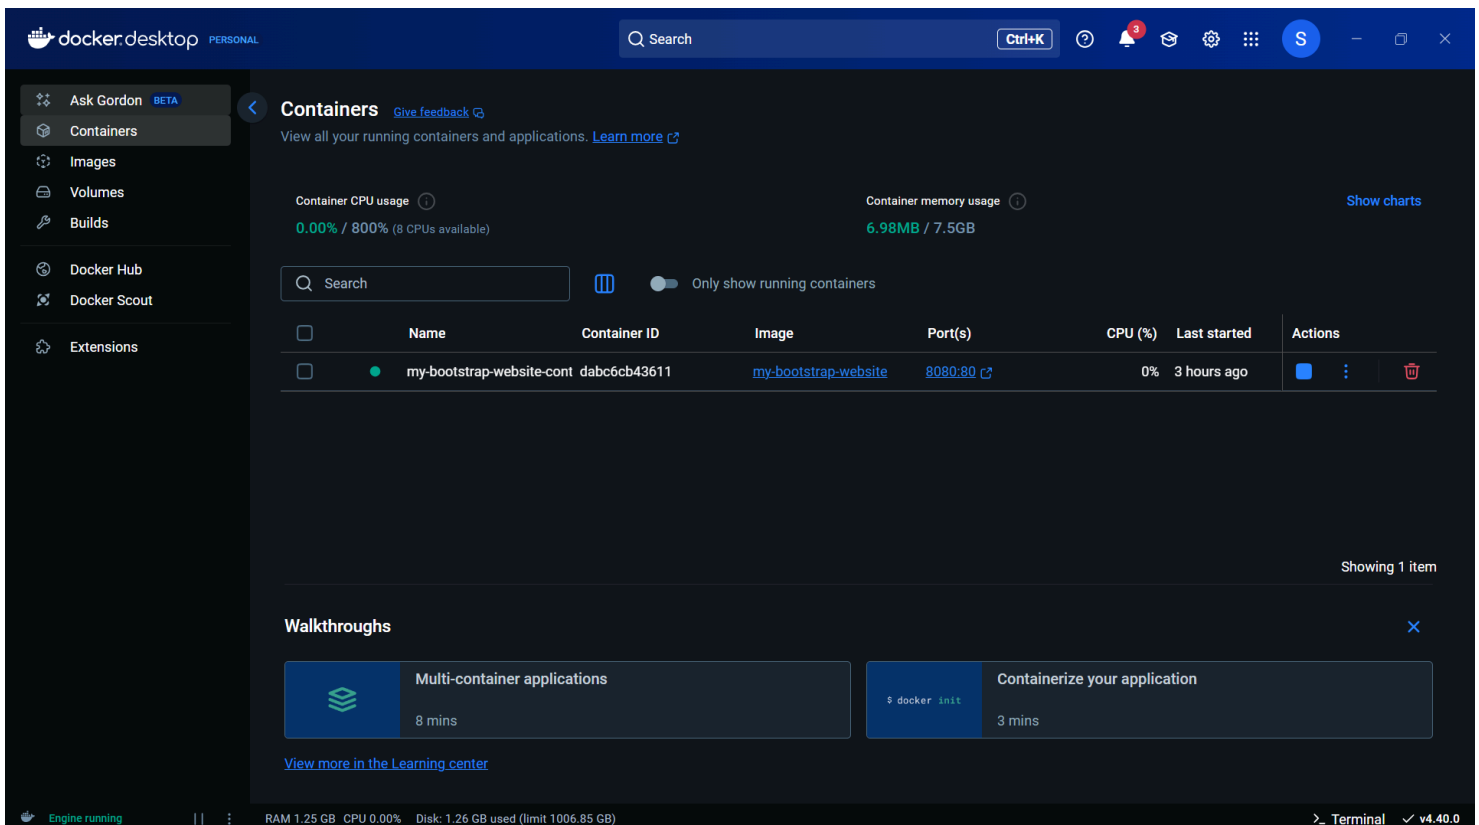 docker.desktop PERSONAL
Search
Ctrl+K
3
S
Ask Gordon BETA
Containers
Images
Volumes
Builds
Docker Hub
Docker Scout
Extensions
Containers Give feedback
View all your running containers and applications. Learn more
Container CPU usage
0.00% / 800% (8 CPUs available)
Container memory usage
6.98MB / 7.5GB
Show charts
Search
Only show running containers
Name Container ID Image Port(s) CPU (%) Last started Actions
my-bootstrap-website-cont dabc6cb43611 my-bootstrap-website 8080:80 0% 3 hours ago
Showing 1 item
Walkthroughs
Multi-container applications
8 mins
$ docker init
Containerize your application
3 mins
View more in the Learning center
Engine running
RAM 1.25 GB CPU 0.00% Disk: 1.26 GB used (limit 1006.85 GB)
>_ Terminal
v4.40.0